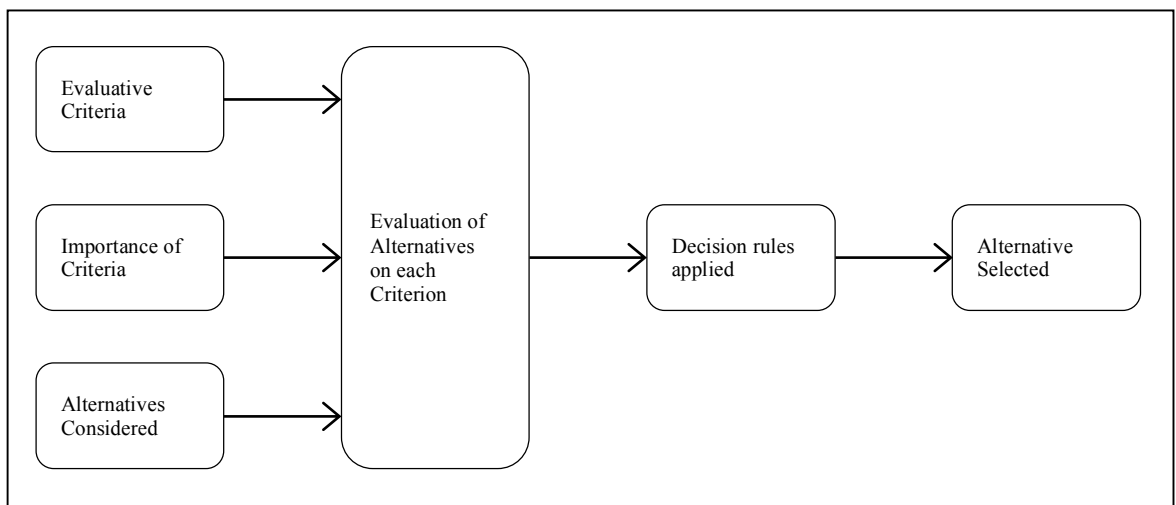 Evaluative
Criteria
Importance of
Criteria
Alternatives
Considered
Evaluation of
Alternatives
on each
Criterion
Decision rules
applied
Alternative
Selected